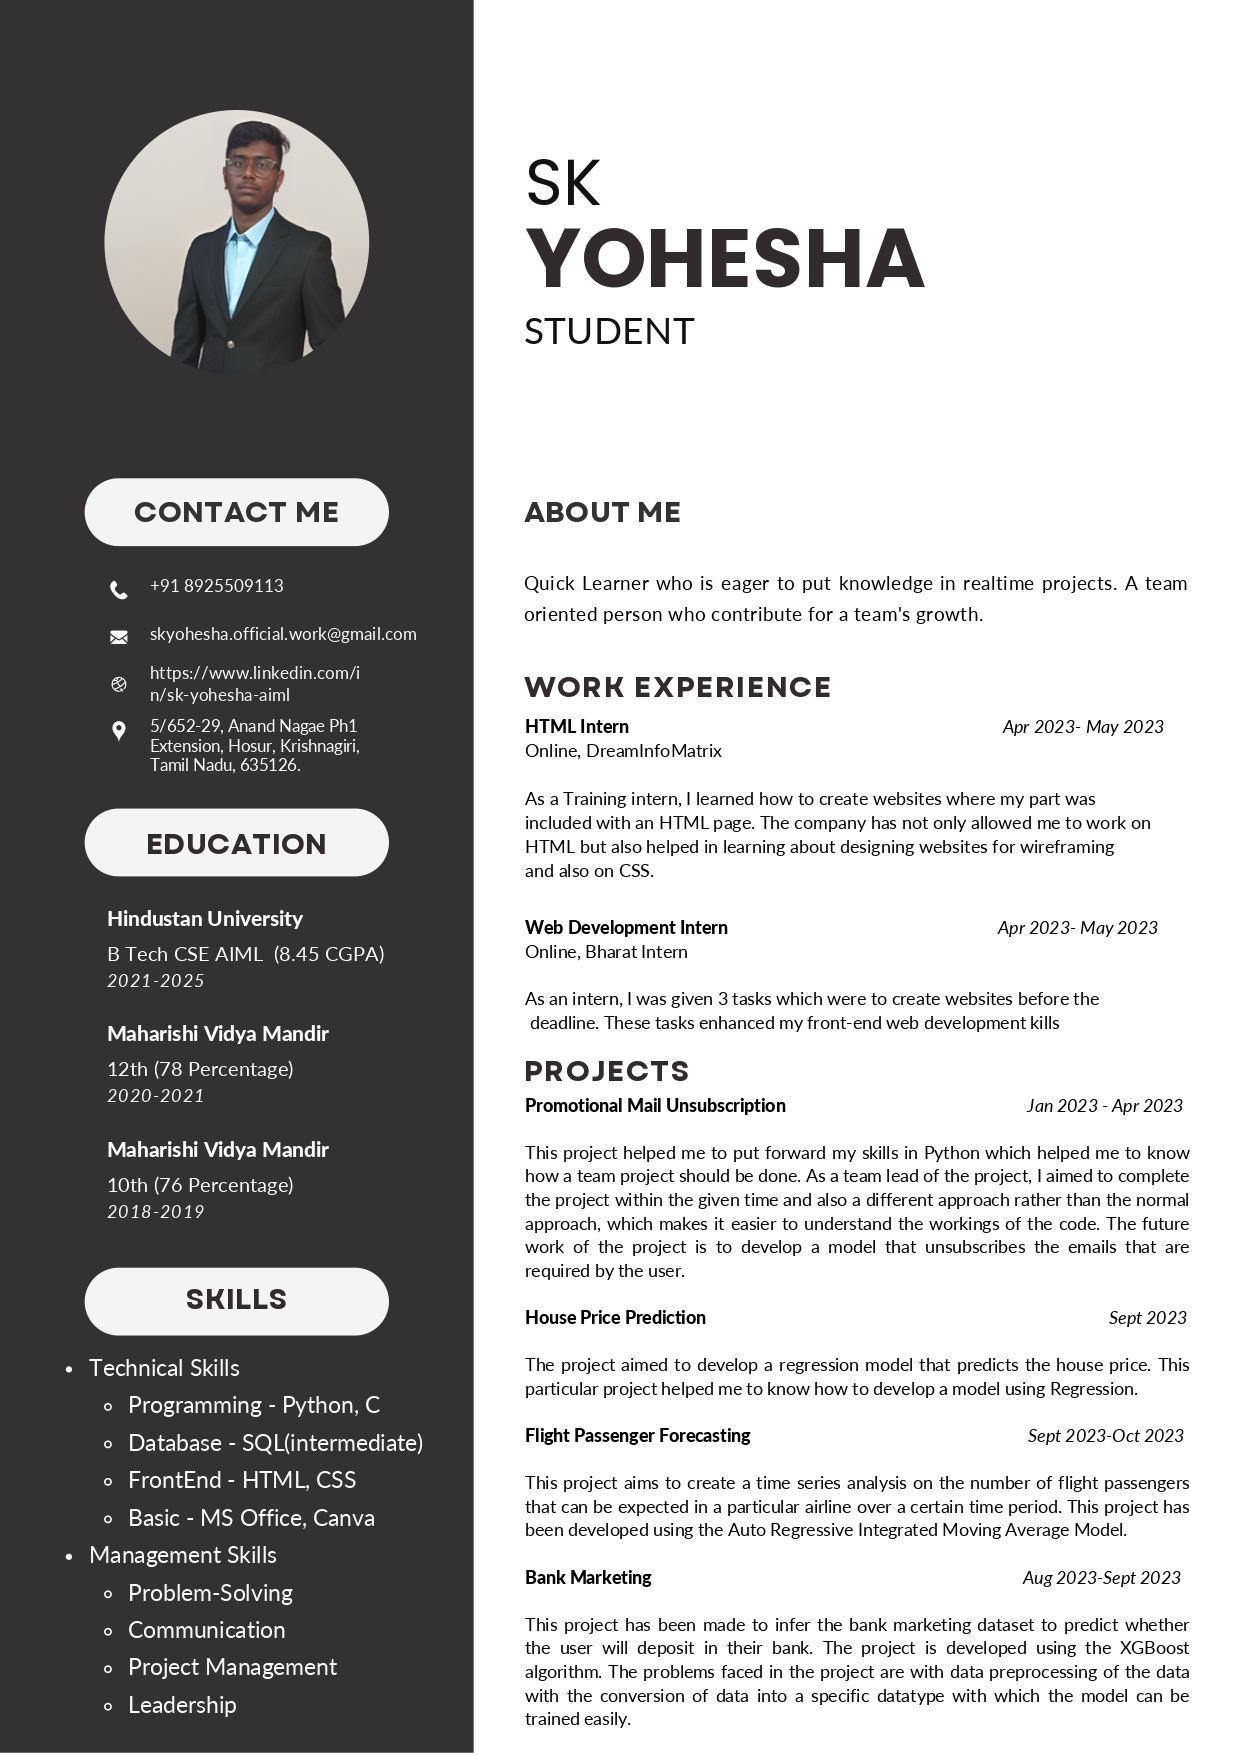 SK
YOHESHA
STUDENT
CONTACT ME
+91 8925509113
skyohesha.official.work@gmail.com
https://www.linkedin.com/i
n/sk-yohesha-aiml
5/652-29, Anand Nagae Ph1
Extension, Hosur, Krishnagiri,
Tamil Nadu, 635126.
EDUCATION
Hindustan University
B Tech CSE AIML (8.45 CGPA)
2021-2025
Maharishi Vidya Mandir
12th (78 Percentage)
2020-2021
Maharishi Vidya Mandir
10th (76 Percentage)
2018-2019
SKILLS
• Technical Skills
◦ Programming - Python, C
◦ Database - SQL(intermediate)
◦ FrontEnd - HTML, CSS
◦ Basic - MS Office, Canva
• Management Skills
◦ Problem-Solving
◦ Communication
◦ Project Management
◦ Leadership
ABOUT ME
Quick Learner who is eager to put knowledge in realtime projects. A team
oriented person who contribute for a team's growth.
WORK EXPERIENCE
HTML Intern Apr 2023- May 2023
Online, DreamInfoMatrix
As a Training intern, I learned how to create websites where my part was
included with an HTML page. The company has not only allowed me to work on
HTML but also helped in learning about designing websites for wireframing
and also on CSS.
Web Development Intern Apr 2023- May 2023
Online, Bharat Intern
As an intern, I was given 3 tasks which were to create websites before the
deadline. These tasks enhanced my front-end web development kills
PROJECTS
Promotional Mail Unsubscription Jan 2023 - Apr 2023
This project helped me to put forward my skills in Python which helped me to know
how a team project should be done. As a team lead of the project, I aimed to complete
the project within the given time and also a different approach rather than the normal
approach, which makes it easier to understand the workings of the code. The future
work of the project is to develop a model that unsubscribes the emails that are
required by the user.
House Price Prediction Sept 2023
The project aimed to develop a regression model that predicts the house price. This
particular project helped me to know how to develop a model using Regression.
Flight Passenger Forecasting Sept 2023-Oct 2023
This project aims to create a time series analysis on the number of flight passengers
that can be expected in a particular airline over a certain time period. This project has
been developed using the Auto Regressive Integrated Moving Average Model.
Bank Marketing Aug 2023-Sept 2023
This project has been made to infer the bank marketing dataset to predict whether
the user will deposit in their bank. The project is developed using the XGBoost
algorithm. The problems faced in the project are with data preprocessing of the data
with the conversion of data into a specific datatype with which the model can be
trained easily.